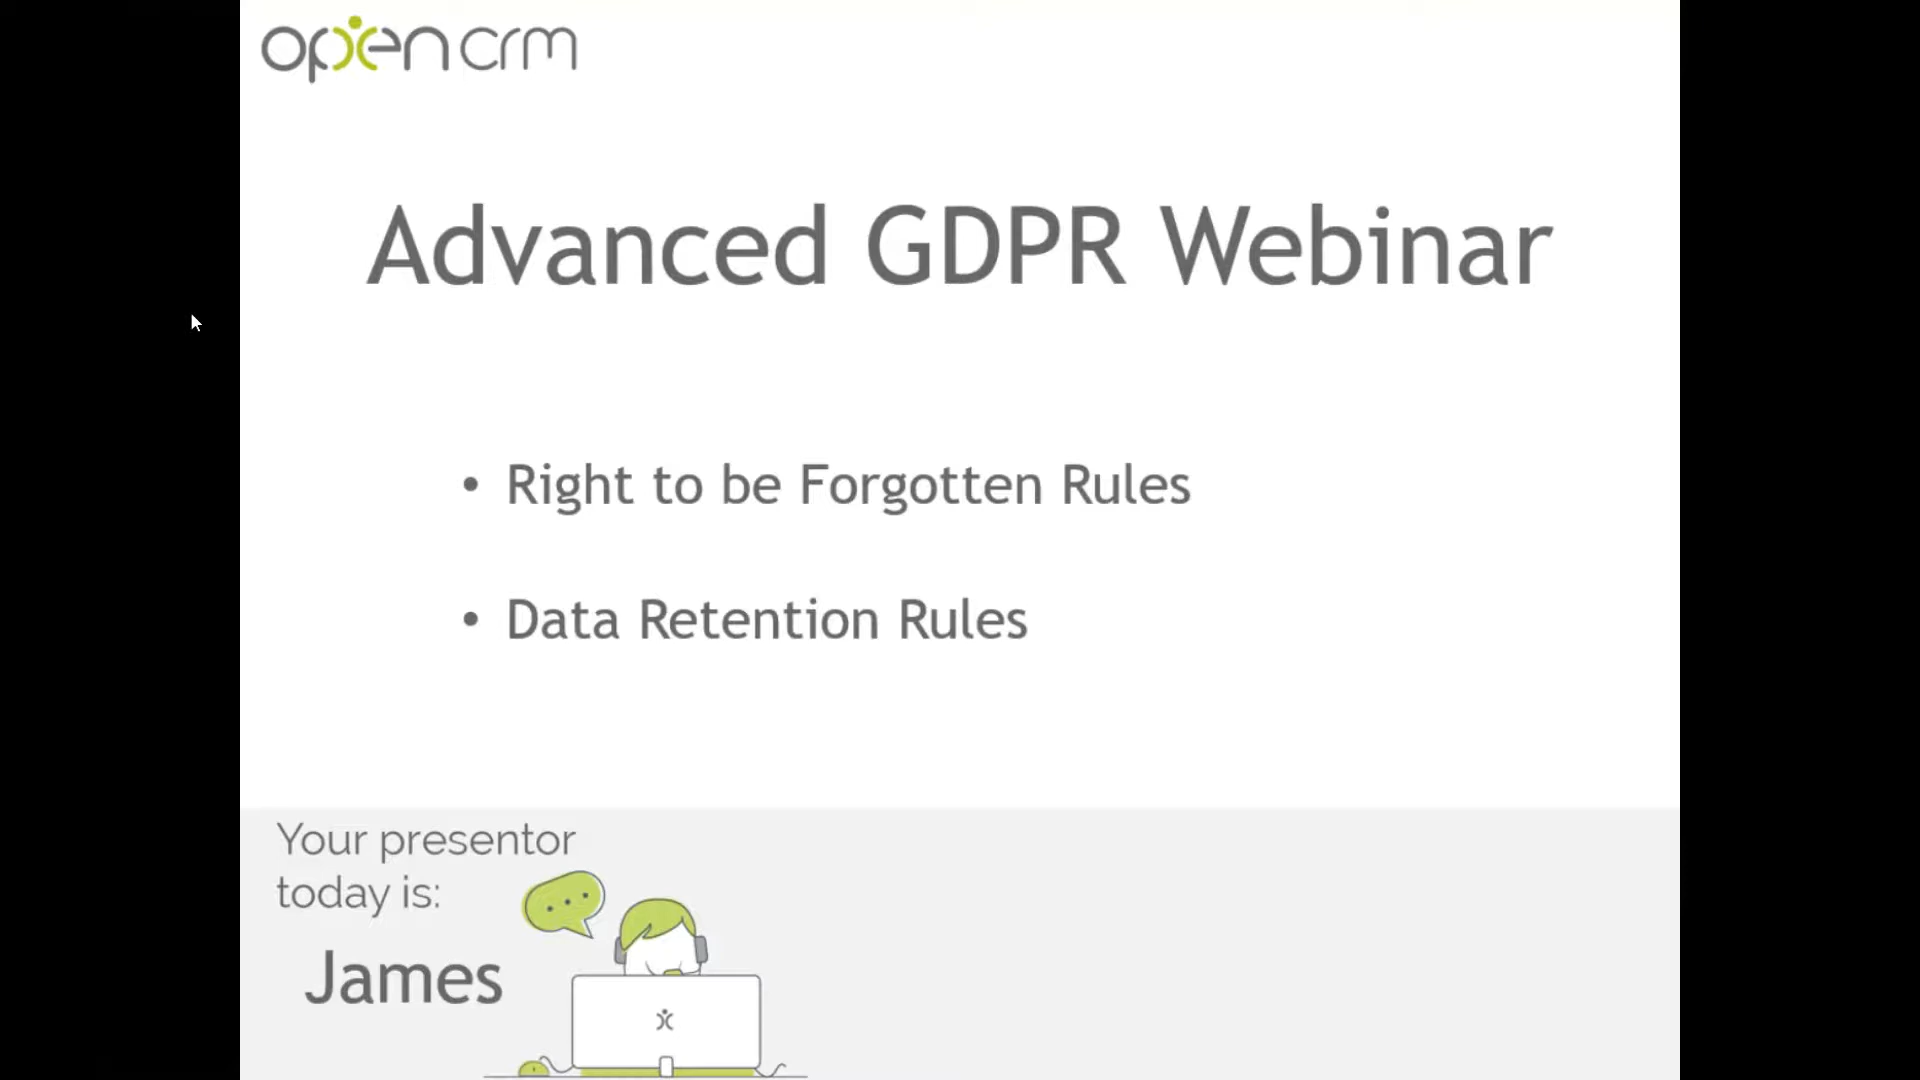 open crm
Advanced GDPR Webinar
• Right to be Forgotten Rules
• Data Retention Rules
Your presentor
today is:
James